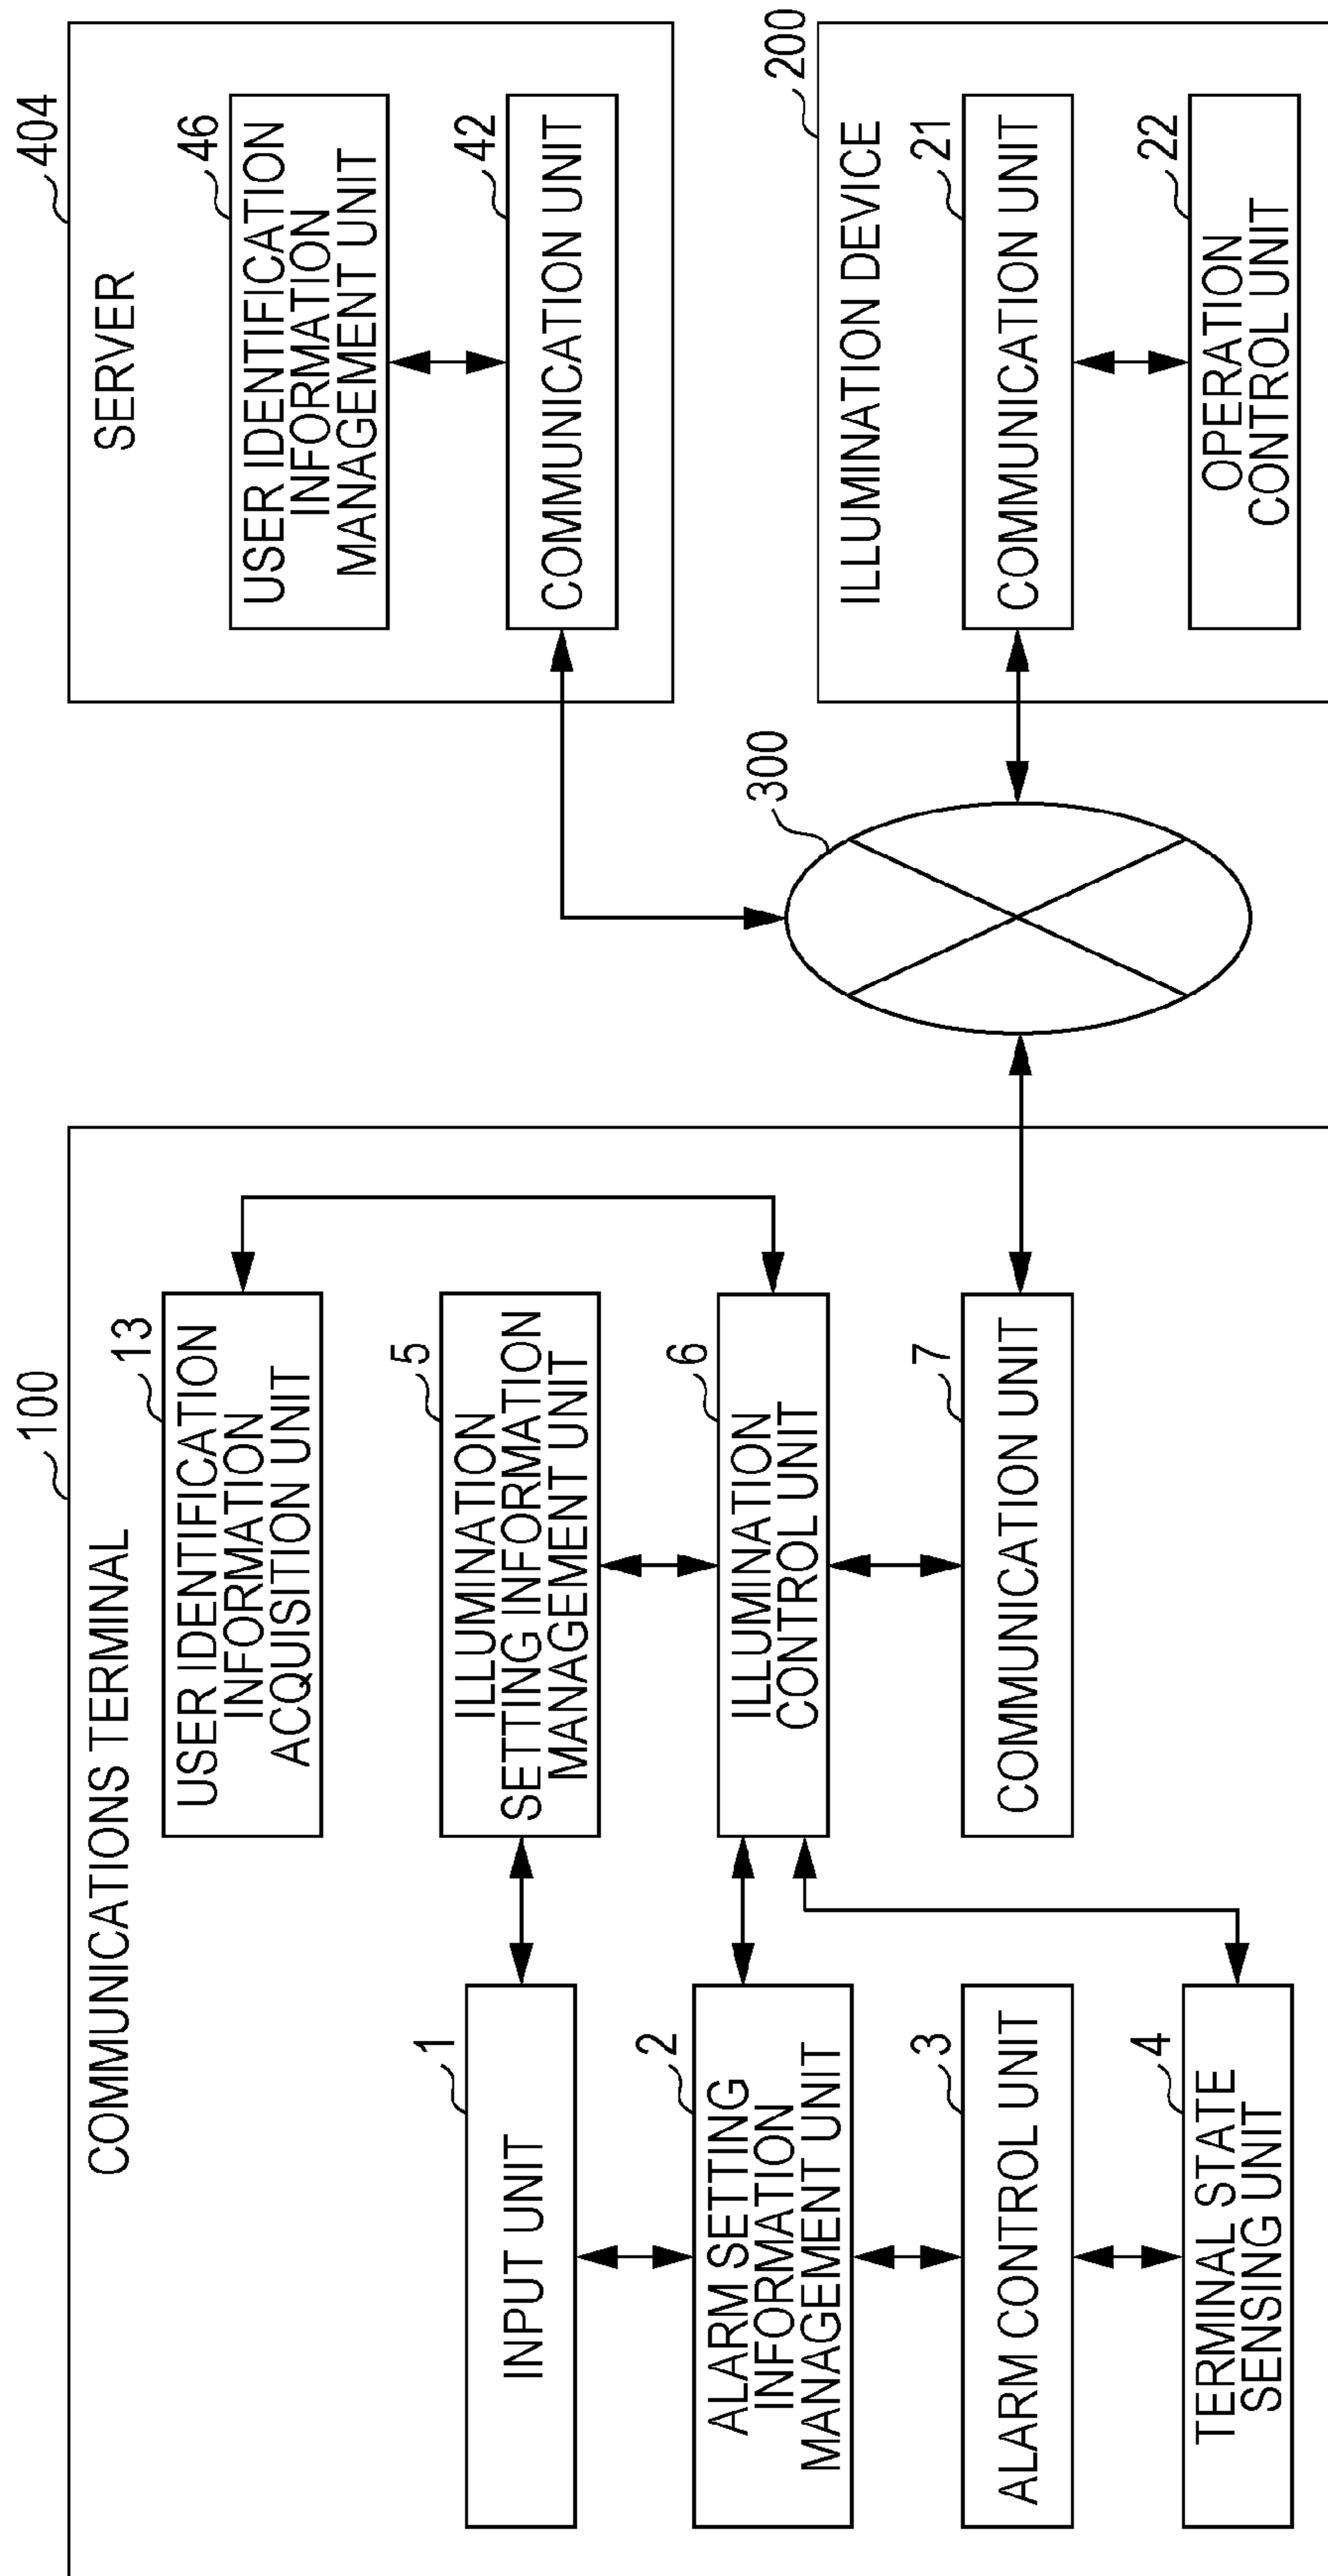 100
COMMUNICATIONS TERMINAL
INPUT UNIT
1
ALARM SETTING
INFORMATION
MANAGEMENT UNIT
2
ALARM CONTROL UNIT
3
TERMINAL STATE
SENSING UNIT
4
USER IDENTIFICATION
INFORMATION
ACQUISITION UNIT
13
ILLUMINATION
SETTING INFORMATION
MANAGEMENT UNIT
5
ILLUMINATION
CONTROL UNIT
6
COMMUNICATION UNIT
7
300
404
SERVER
USER IDENTIFICATION
INFORMATION
MANAGEMENT UNIT
46
COMMUNICATION UNIT
42
200
ILLUMINATION DEVICE
COMMUNICATION UNIT
21
OPERATION
CONTROL UNIT
22